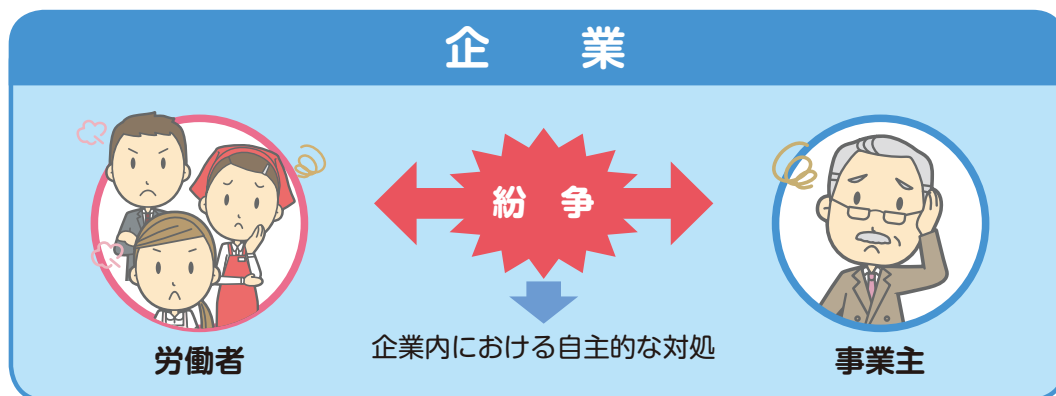 企　業
紛　争
企業内における自主的な対処
労働者
事業主